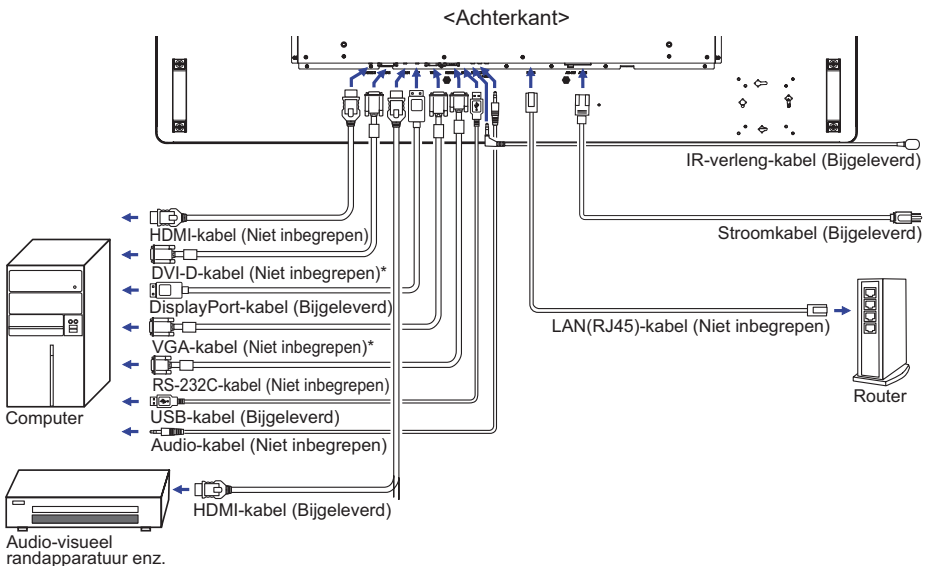 <Achterkant>
IR-verleng-kabel (Bijgeleverd)
Stroomkabel (Bijgeleverd)
HDMI-kabel (Niet inbegrepen)
DVI-D-kabel (Niet inbegrepen)*
DisplayPort-kabel (Bijgeleverd)
LAN(RJ45)-kabel (Niet inbegrepen)
VGA-kabel (Niet inbegrepen)*
RS-232C-kabel (Niet inbegrepen)
USB-kabel (Bijgeleverd)
Audio-kabel (Niet inbegrepen)
Computer
Router
HDMI-kabel (Bijgeleverd)
Audio-visueel
randapparatuur enz.